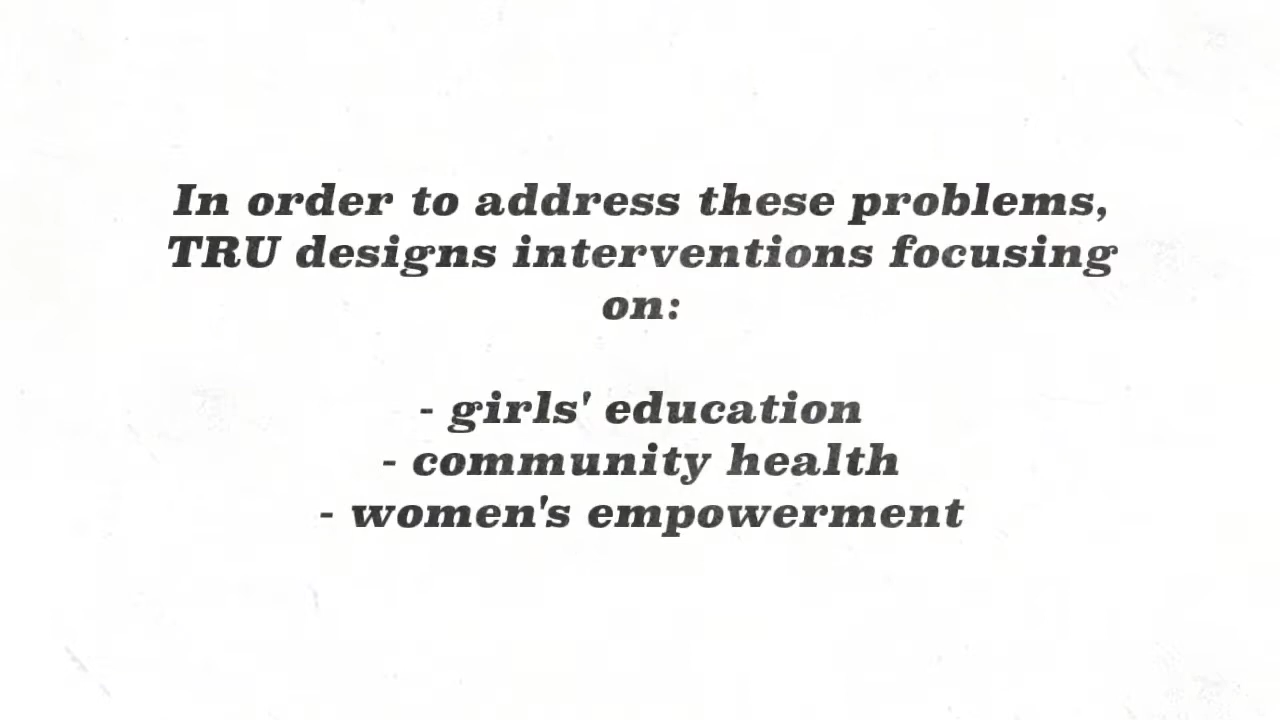 In order to address these problems,
TRU designs interventions focusing
on:
- girls' education
- community health
- women's empowerment